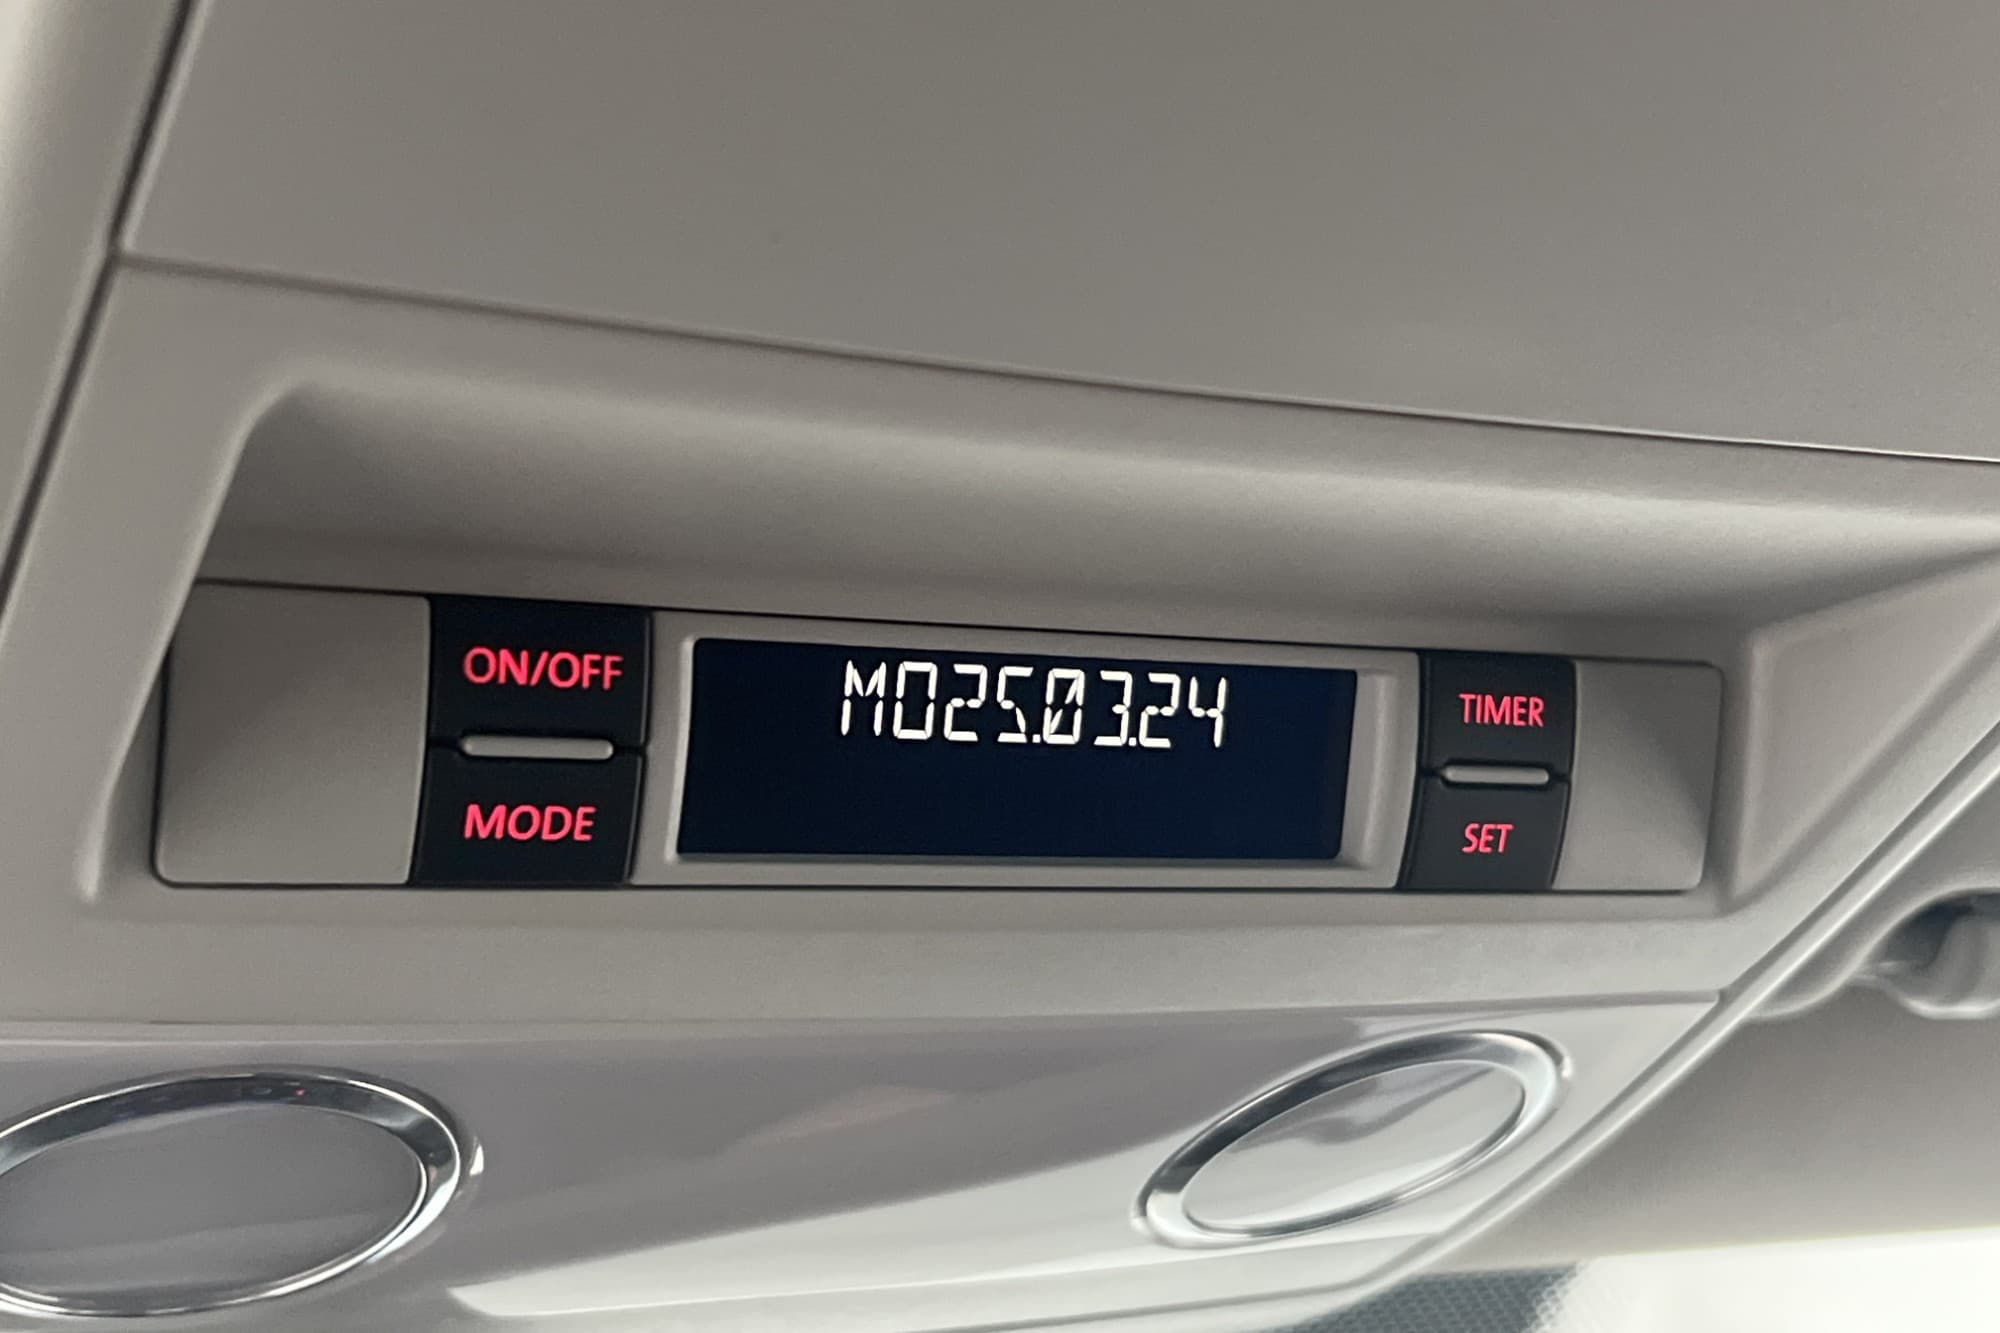 ON/OFF
MODE
MO25.03.24
TIMER
SET